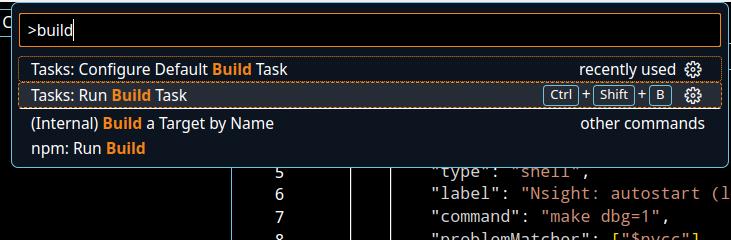 C
>build
Tasks: Configure Default Build Task recently used
Tasks: Run Build Task Ctrl + Shift + B
(Internal) Build a Target by Name other commands
npm: Run Build
5 "type": "shell",
6 "label": "Nsight: autostart (l
7 "command": "make dbg=1",
8 "problemMatcher": ["$nvcc"]